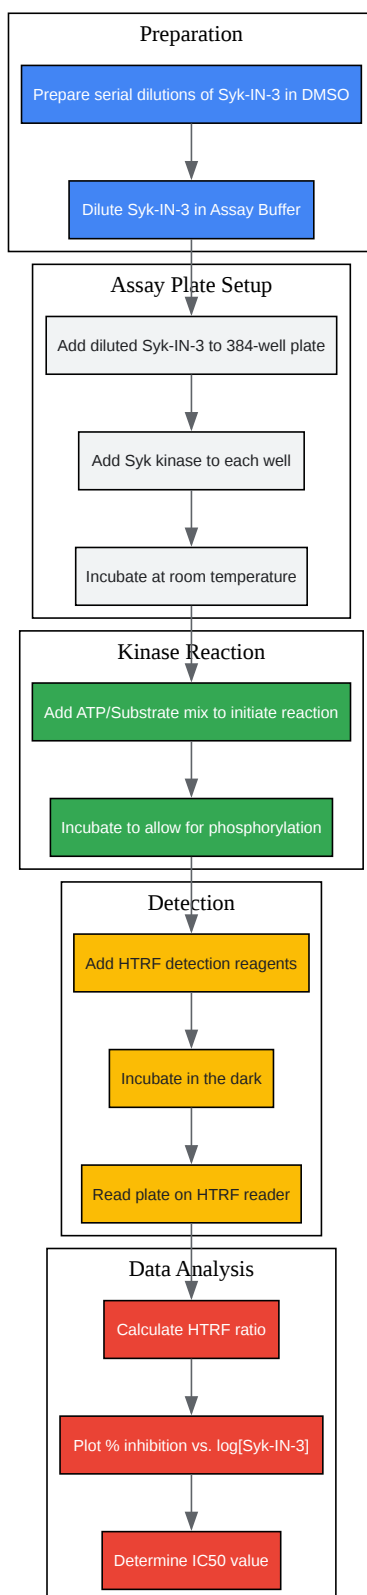 Preparation
Prepare serial dilutions of Syk-IN-3 in DMSO
Dilute Syk-IN-3 in Assay Buffer
Assay Plate Setup
Add diluted Syk-IN-3 to 384-well plate
Add Syk kinase to each well
Incubate at room temperature
Kinase Reaction
Add ATP/Substrate mix to initiate reaction
Incubate to allow for phosphorylation
Detection
Add HTRF detection reagents
Incubate in the dark
Read plate on HTRF reader
Data Analysis
Calculate HTRF ratio
Plot % inhibition vs. log[Syk-IN-3]
Determine IC50 value